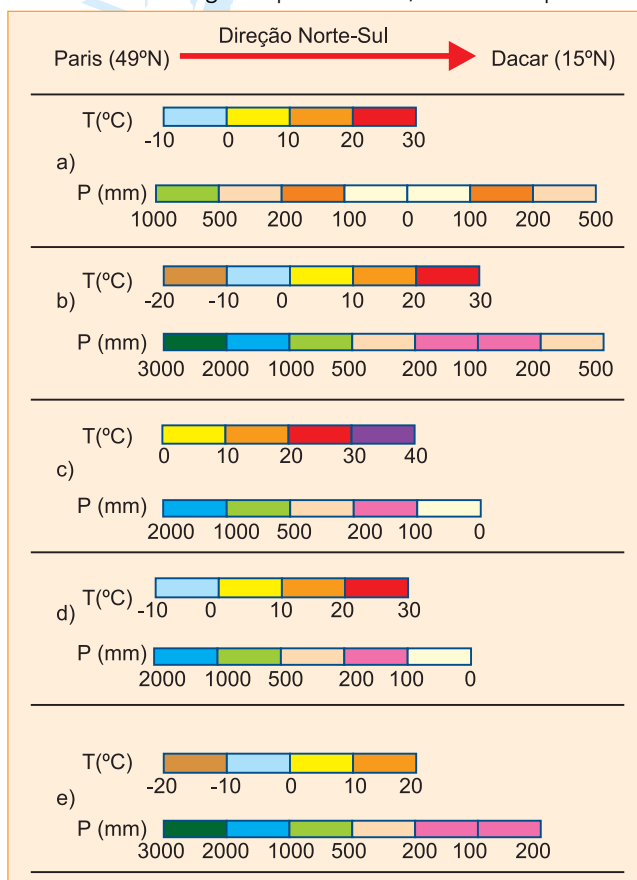 Direção Norte-Sul
Paris (49ºN) Dacar (15ºN)
T(ºC)
-10 0 10 20 30
a)
P (mm)
1000 500 200 100 0 100 200 500
T(ºC)
-20 -10 0 10 20 30
b)
P (mm)
3000 2000 1000 500 200 100 200 500
T(ºC)
0 10 20 30 40
c)
P (mm)
2000 1000 500 200 100 0
T(ºC)
-10 0 10 20 30
d)
P (mm)
2000 1000 500 200 100 0
T(ºC)
-20 -10 0 10 20
e)
P (mm)
3000 2000 1000 500 200 100 200